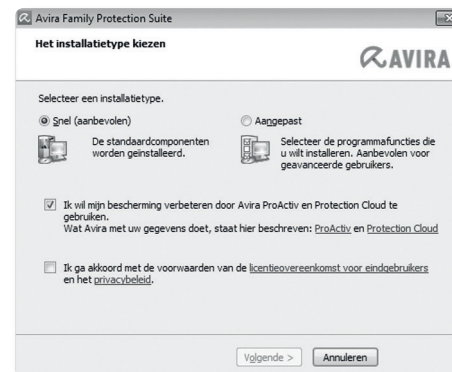 Avira Family Protection Suite
Het installatietype kiezen
AVIRA
Selecteer een installatietype.
Snel (aanbevolen)
Aangepast
De standaardcomponenten
worden geïnstalleerd.
Selecteer de programmafuncties die
u wilt installeren. Aanbevolen voor
geavanceerde gebruikers.
Ik wil mijn bescherming verbeteren door Avira ProActiv en Protection Cloud te
gebruiken.
Wat Avira met uw gegevens doet, staat hier beschreven: ProActiv en Protection Cloud
Ik ga akkoord met de voorwaarden van de licentieovereenkomst voor eindgebruikers
en het privacybeleid.
Volgende >
Annuleren